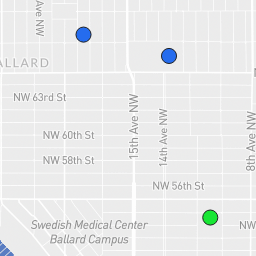 Ave NW
ALLARD
NW 63rd St
15th Ave NW
14th Ave NW
8th Ave NW
NW 60th St
NW 58th St
NW 56th St
Swedish Medical Center
Ballard Campus
NW